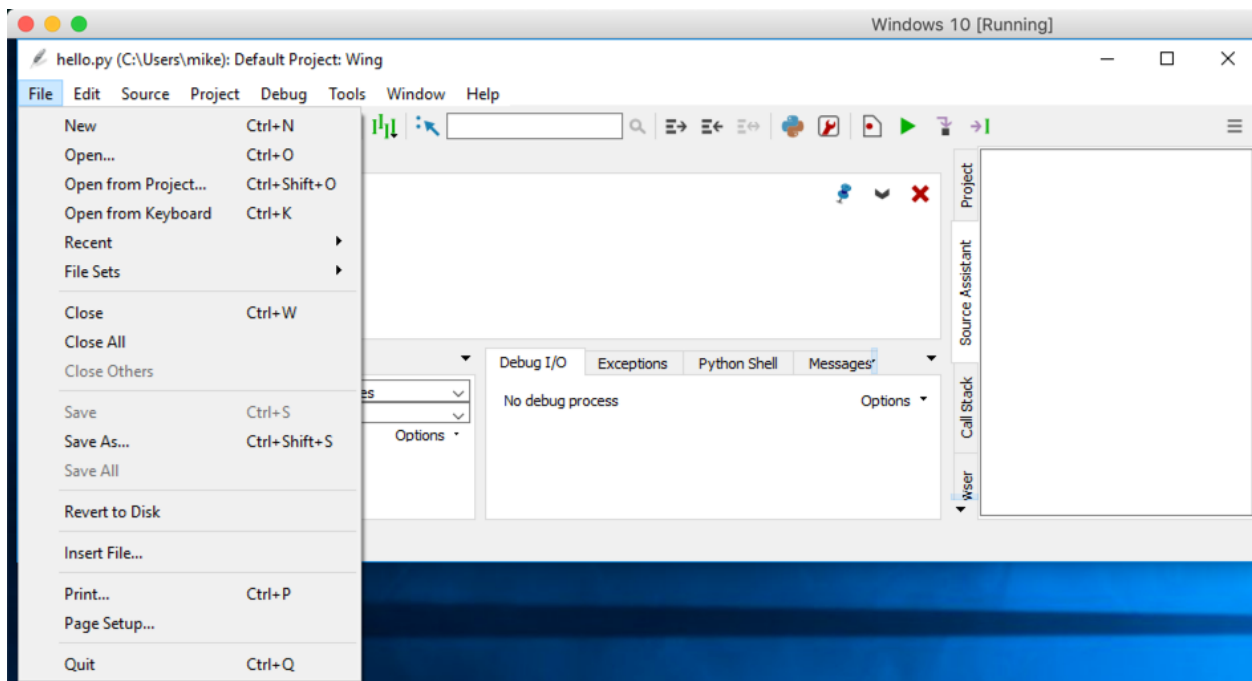 Windows 10 [Running]
hello.py (C:\Users\mike): Default Project: Wing
File Edit Source Project Debug Tools Window Help
New Ctrl+N
Open... Ctrl+O
Open from Project... Ctrl+Shift+O
Open from Keyboard Ctrl+K
Recent
File Sets
Close Ctrl+W
Close All
Close Others
Save Ctrl+S
Save As... Ctrl+Shift+S
Save All
Revert to Disk
Insert File...
Print... Ctrl+P
Page Setup...
Quit Ctrl+Q
Options
Debug I/O Exceptions Python Shell Messages
No debug process Options
Project
Source Assistant
Call Stack